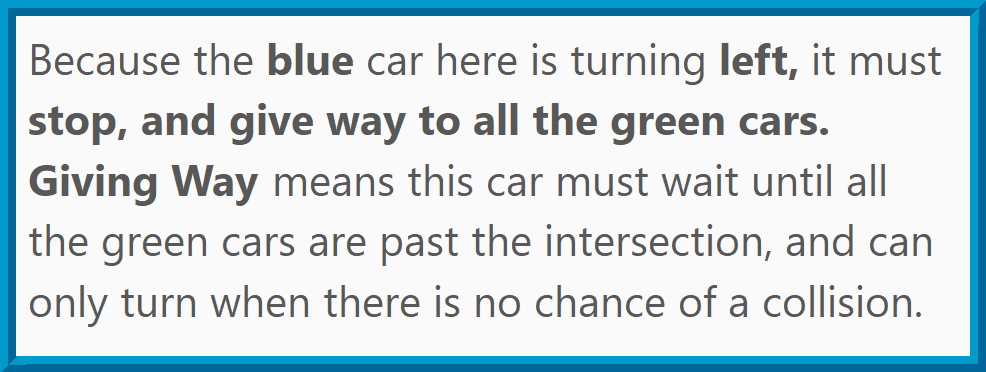 Because the blue car here is turning left, it must
stop, and give way to all the green cars.
Giving Way means this car must wait until all
the green cars are past the intersection, and can
only turn when there is no chance of a collision.